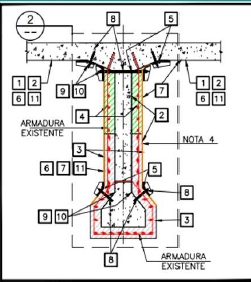 2
8
5
1 2
6 11
9 10
7
1 2
6 11
4
2
ARMADURA
EXISTENTE
NOTA 4
3
6 7 11
5
8
9 10
3
8
ARMADURA
EXISTENTE